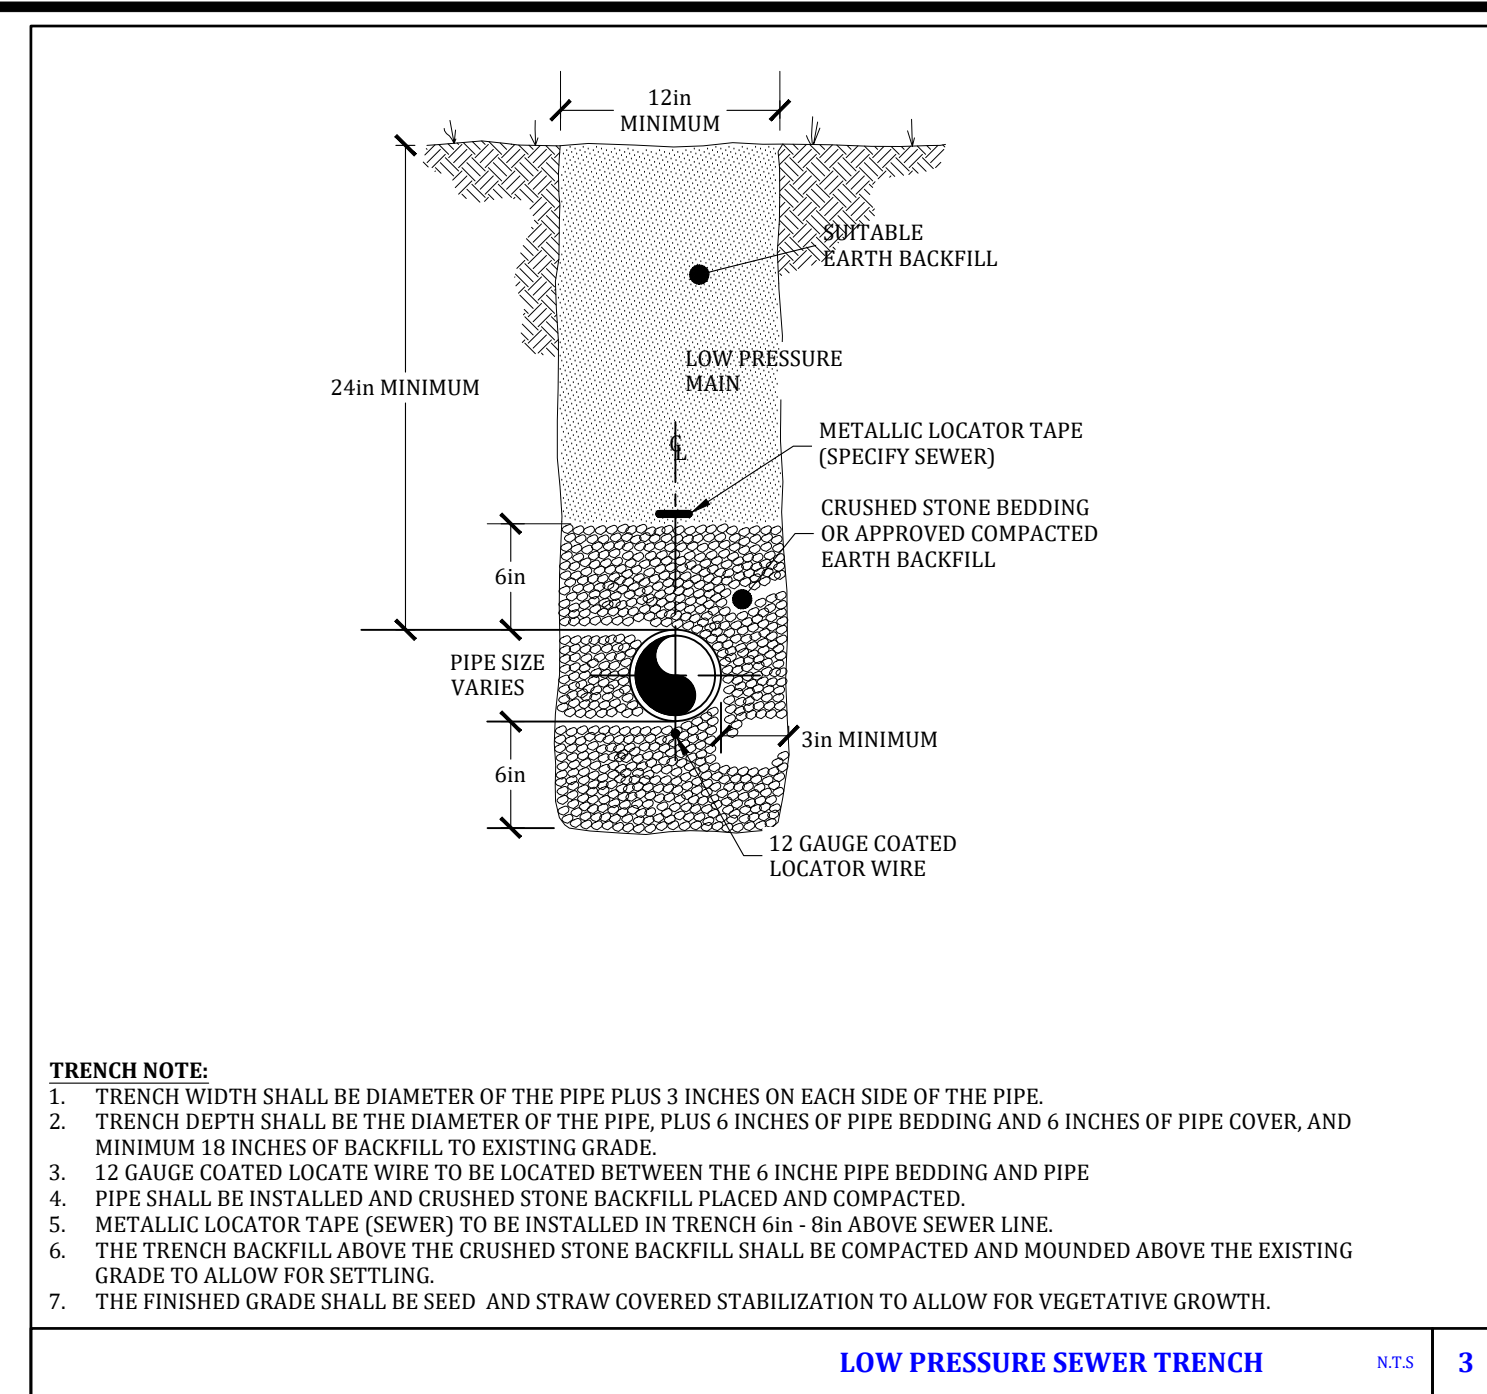 12in
MINIMUM
SUITABLE
EARTH BACKFILL
LOW PRESSURE
MAIN
24in MINIMUM
CL
METALLIC LOCATOR TAPE
(SPECIFY SEWER)
CRUSHED STONE BEDDING
OR APPROVED COMPACTED
EARTH BACKFILL
6in
PIPE SIZE
VARIES
3in MINIMUM
6in
12 GAUGE COATED
LOCATOR WIRE
TRENCH NOTE:
1. TRENCH WIDTH SHALL BE DIAMETER OF THE PIPE PLUS 3 INCHES ON EACH SIDE OF THE PIPE.
2. TRENCH DEPTH SHALL BE THE DIAMETER OF THE PIPE, PLUS 6 INCHES OF PIPE BEDDING AND 6 INCHES OF PIPE COVER, AND
MINIMUM 18 INCHES OF BACKFILL TO EXISTING GRADE.
3. 12 GAUGE COATED LOCATE WIRE TO BE LOCATED BETWEEN THE 6 INCHE PIPE BEDDING AND PIPE
4. PIPE SHALL BE INSTALLED AND CRUSHED STONE BACKFILL PLACED AND COMPACTED.
5. METALLIC LOCATOR TAPE (SEWER) TO BE INSTALLED IN TRENCH 6in - 8in ABOVE SEWER LINE.
6. THE TRENCH BACKFILL ABOVE THE CRUSHED STONE BACKFILL SHALL BE COMPACTED AND MOUNDED ABOVE THE EXISTING
GRADE TO ALLOW FOR SETTLING.
7. THE FINISHED GRADE SHALL BE SEED AND STRAW COVERED STABILIZATION TO ALLOW FOR VEGETATIVE GROWTH.
LOW PRESSURE SEWER TRENCH N.T.S 3